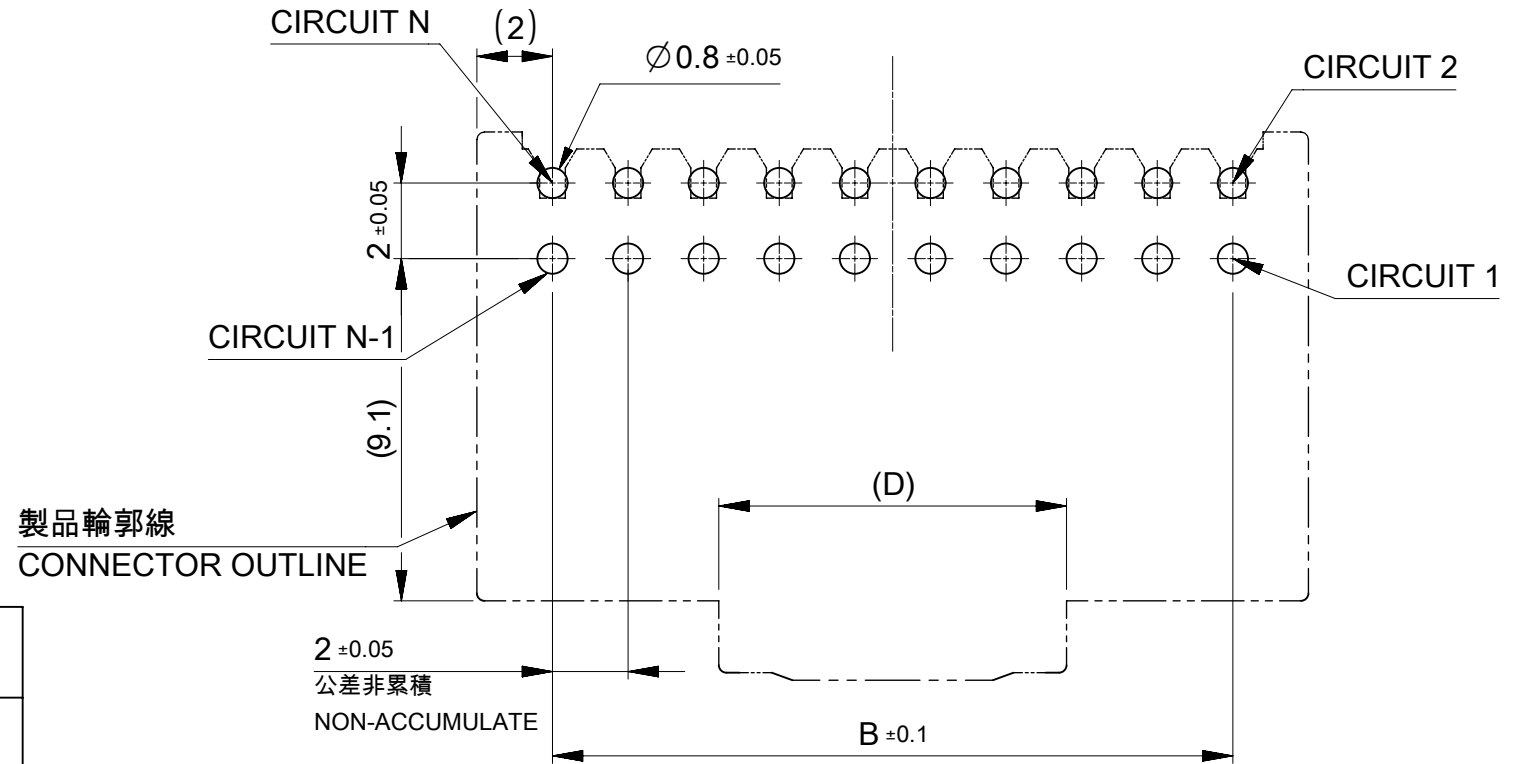 CIRCUIT N
(2)
∅0.8 ±0.05
CIRCUIT 2
2 ±0.05
CIRCUIT 1
CIRCUIT N-1
(9.1)
(D)
製品輪郭線
CONNECTOR OUTLINE
2 ±0.05
公差非累積
NON-ACCUMULATE
B ±0.1